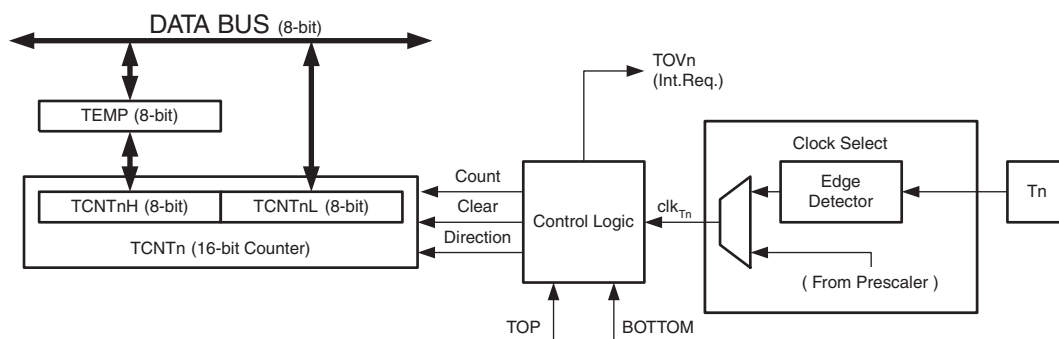 DATA BUS (8-bit)
TOVn
(Int.Req.)
TEMP (8-bit)
Clock Select
Count
Edge
Detector
Tn
TCNTnH (8-bit)
TCNTnL (8-bit)
Clear
Control Logic
clkTn
TCNTn (16-bit Counter)
Direction
( From Prescaler )
TOP
BOTTOM